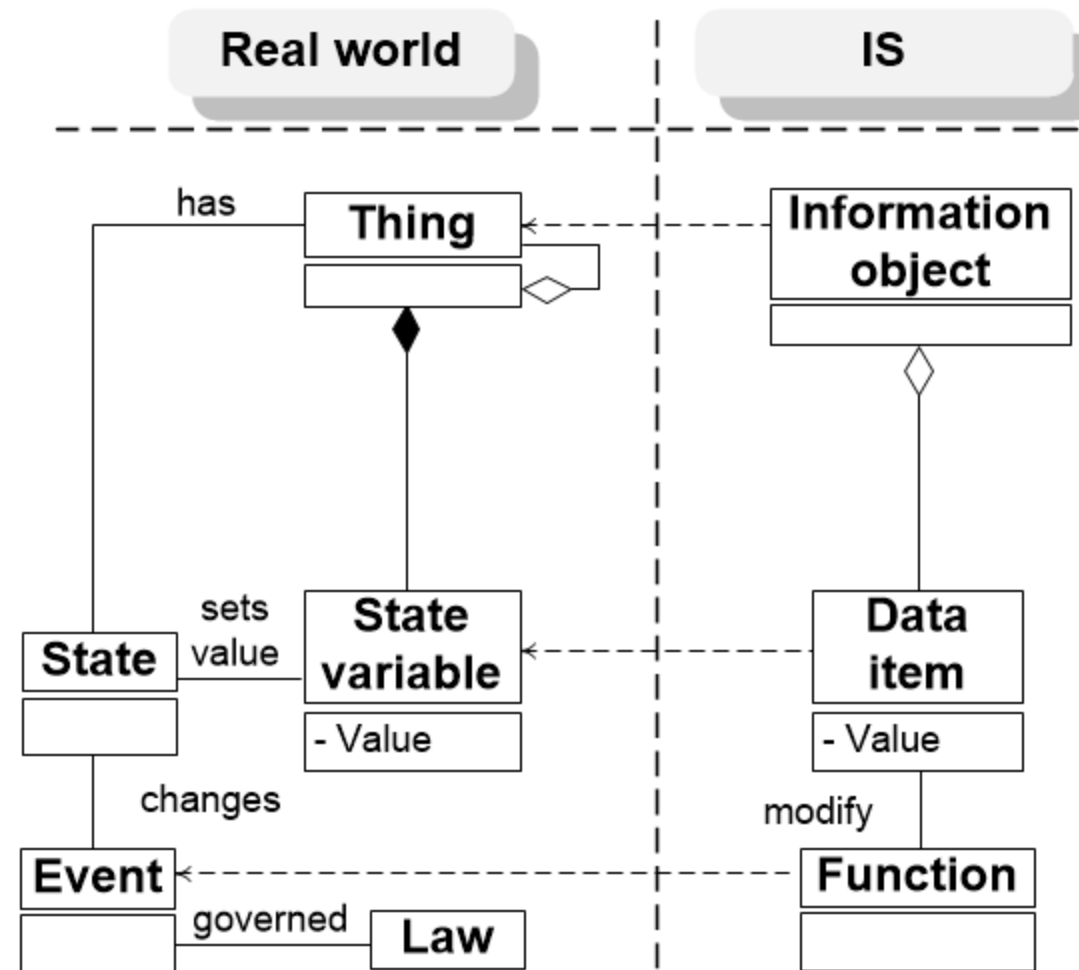 Real world
IS
has
Thing
Information
object
sets
value
State
State
variable
- Value
Data
item
- Value
changes
modify
Event
governed
Law
Function